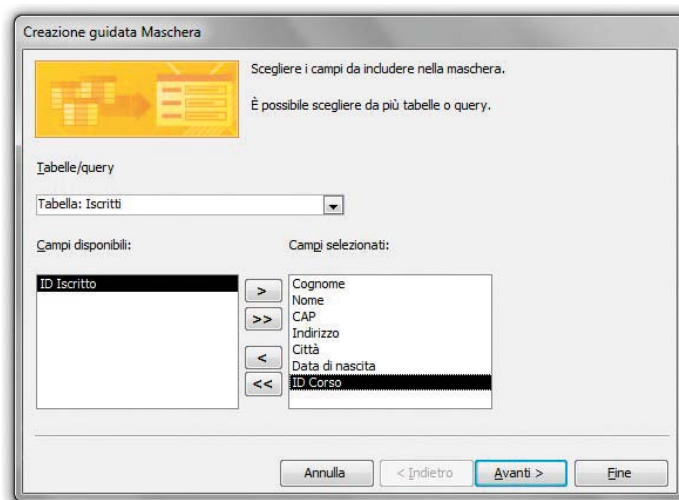 Creazione guidata Maschera
Scegliere i campi da includere nella maschera.
È possibile scegliere da più tabelle o query.
Tabelle/query
Tabella: Iscritti
Campi disponibili:
ID Iscritto
>
>>
<
<<
Campi selezionati:
Cognome
Nome
CAP
Indirizzo
Città
Data di nascita
ID Corso
Annulla
< Indietro
Avanti >
Fine